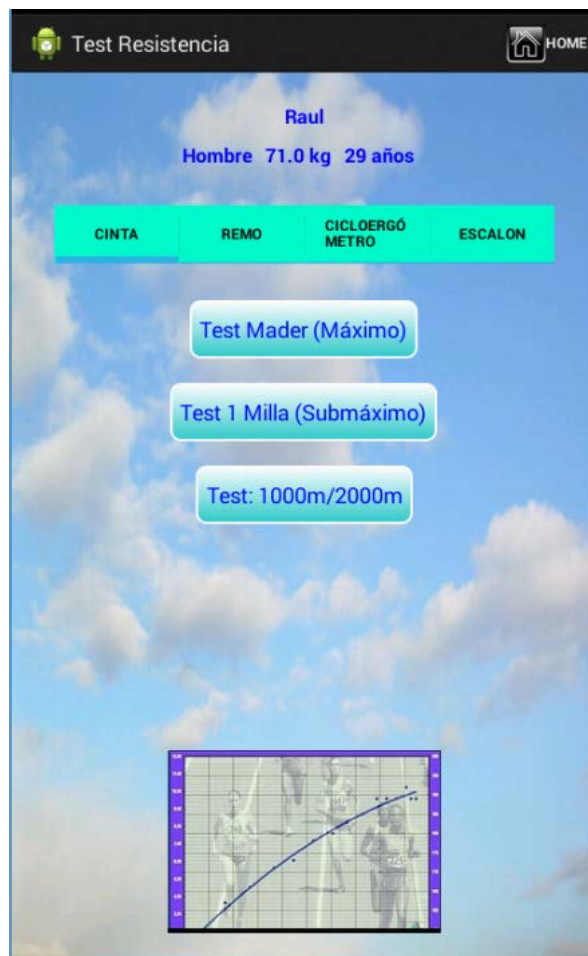 Test Resistencia
HOME
Raul
Hombre 71.0 kg 29 años
CINTA
REMO
CICLOERGÓ
METRO
ESCALON
Test Mader (Máximo)
Test 1 Milla (Submáximo)
Test: 1000m/2000m